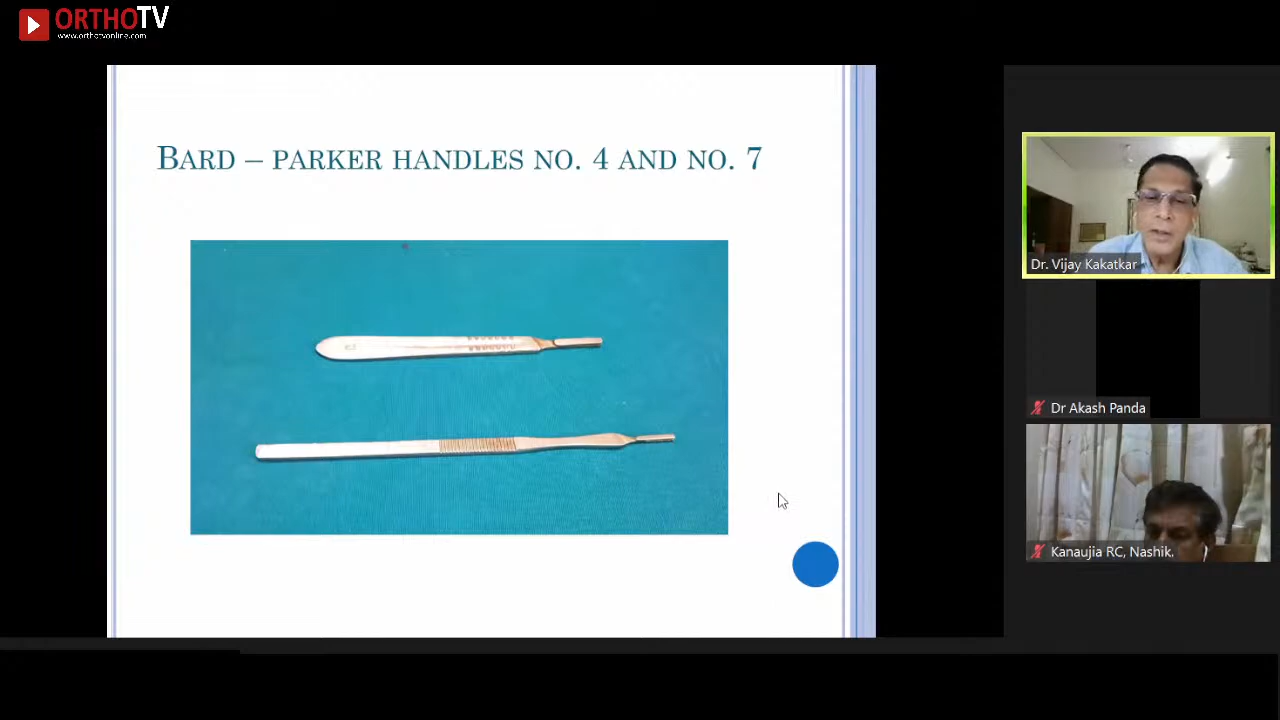 ORTHOTV
www.orthotvonline.com
BARD – PARKER HANDLES NO. 4 AND NO. 7
Dr. Vijay Kakatkar
Dr Akash Panda
Kanaujia RC, Nashik.